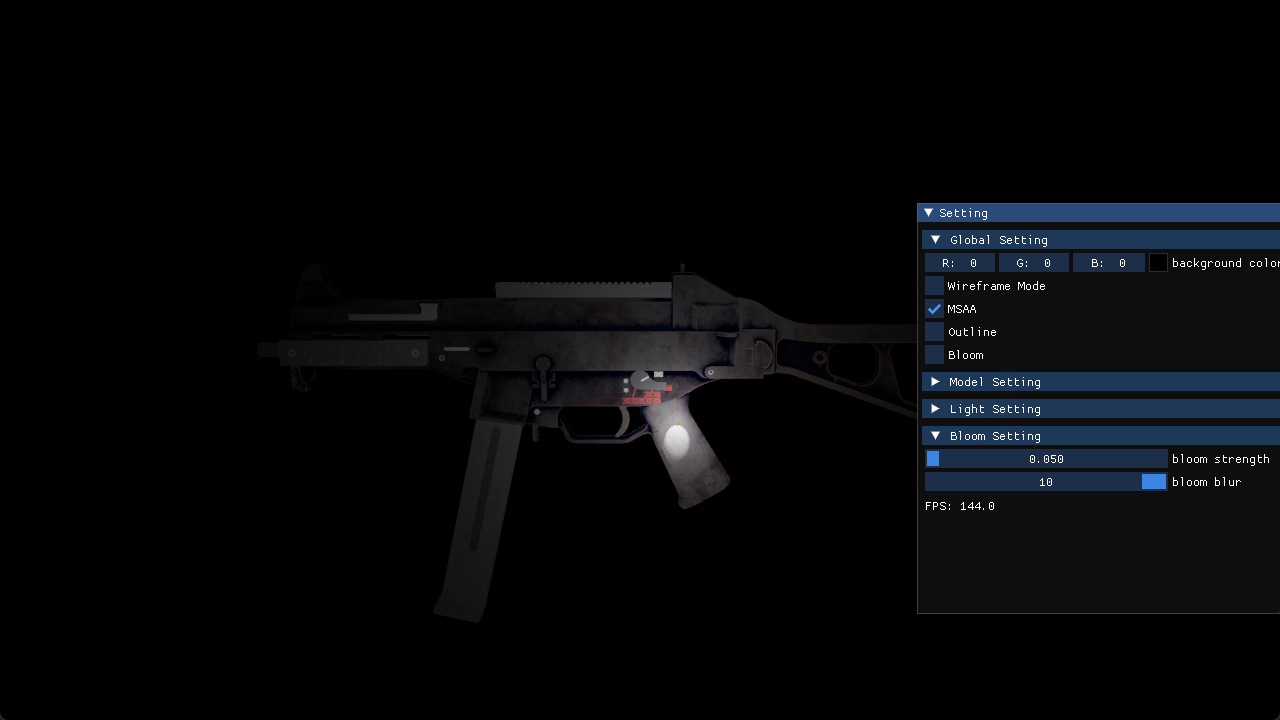 Setting
Global Setting
R: 0 G: 0 B: 0 background color
Wireframe Mode
MSAA
Outline
Bloom
Model Setting
Light Setting
Bloom Setting
0.050 bloom strength
10 bloom blur
FPS: 144.0